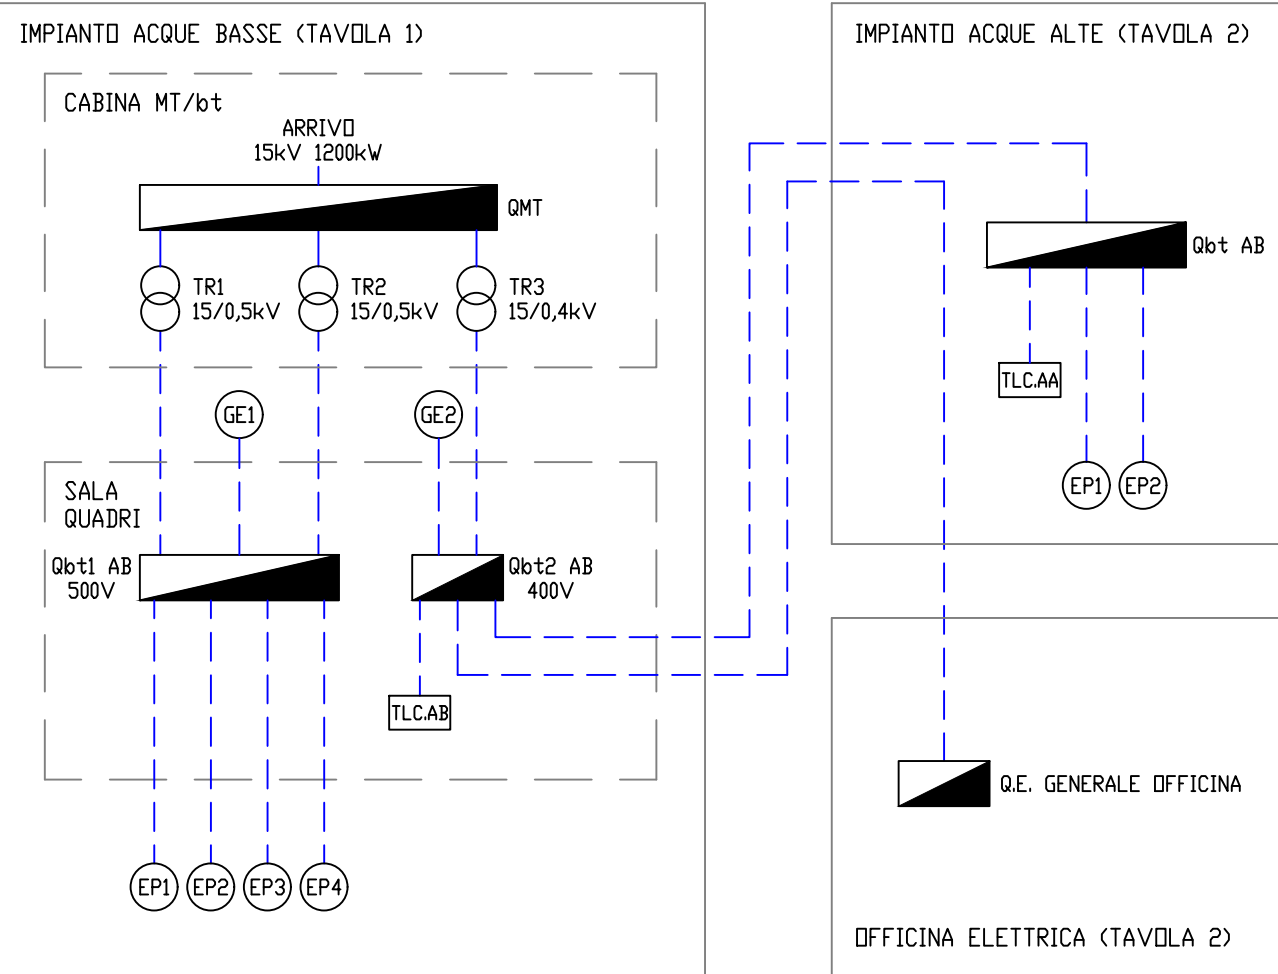 IMPIANTO ACQUE BASSE (TAVOLA 1)
CABINA MT/bt
ARRIVO
15kV 1200kW
QMT
TR1
15/0,5kV
TR2
15/0,5kV
TR3
15/0,4kV
GE1
GE2
SALA
QUADRI
Qbt1 AB
500V
Qbt2 AB
400V
TLC.AB
EP1
EP2
EP3
EP4
IMPIANTO ACQUE ALTE (TAVOLA 2)
Qbt AB
TLC.AA
EP1
EP2
Q.E. GENERALE OFFICINA
OFFICINA ELETTRICA (TAVOLA 2)